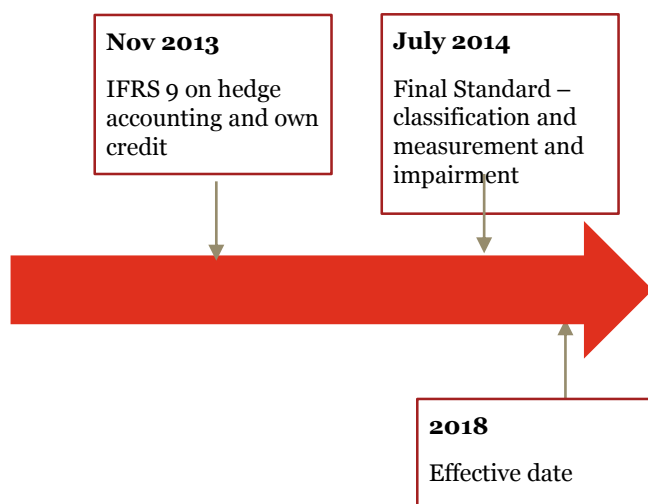 Nov 2013
IFRS 9 on hedge
accounting and own
credit
July 2014
Final Standard –
classification and
measurement and
impairment
2018
Effective date